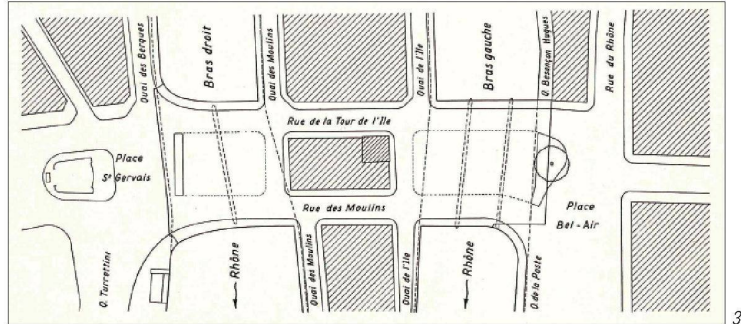 Quai des Bergues
Bras droit
Quai des Moulins
Quai de l'Ile
Bras gauche
Q. Besançon Hugues
Rue du Rhône
Rue de la Tour de l'Ile
Place
St Gervais
Rue des Moulins
Place
Bel-Air
Q. Turrettini
Rhône
Quai des Moulins
Quai de l'Ile
Rhône
Q. de la Poste
3